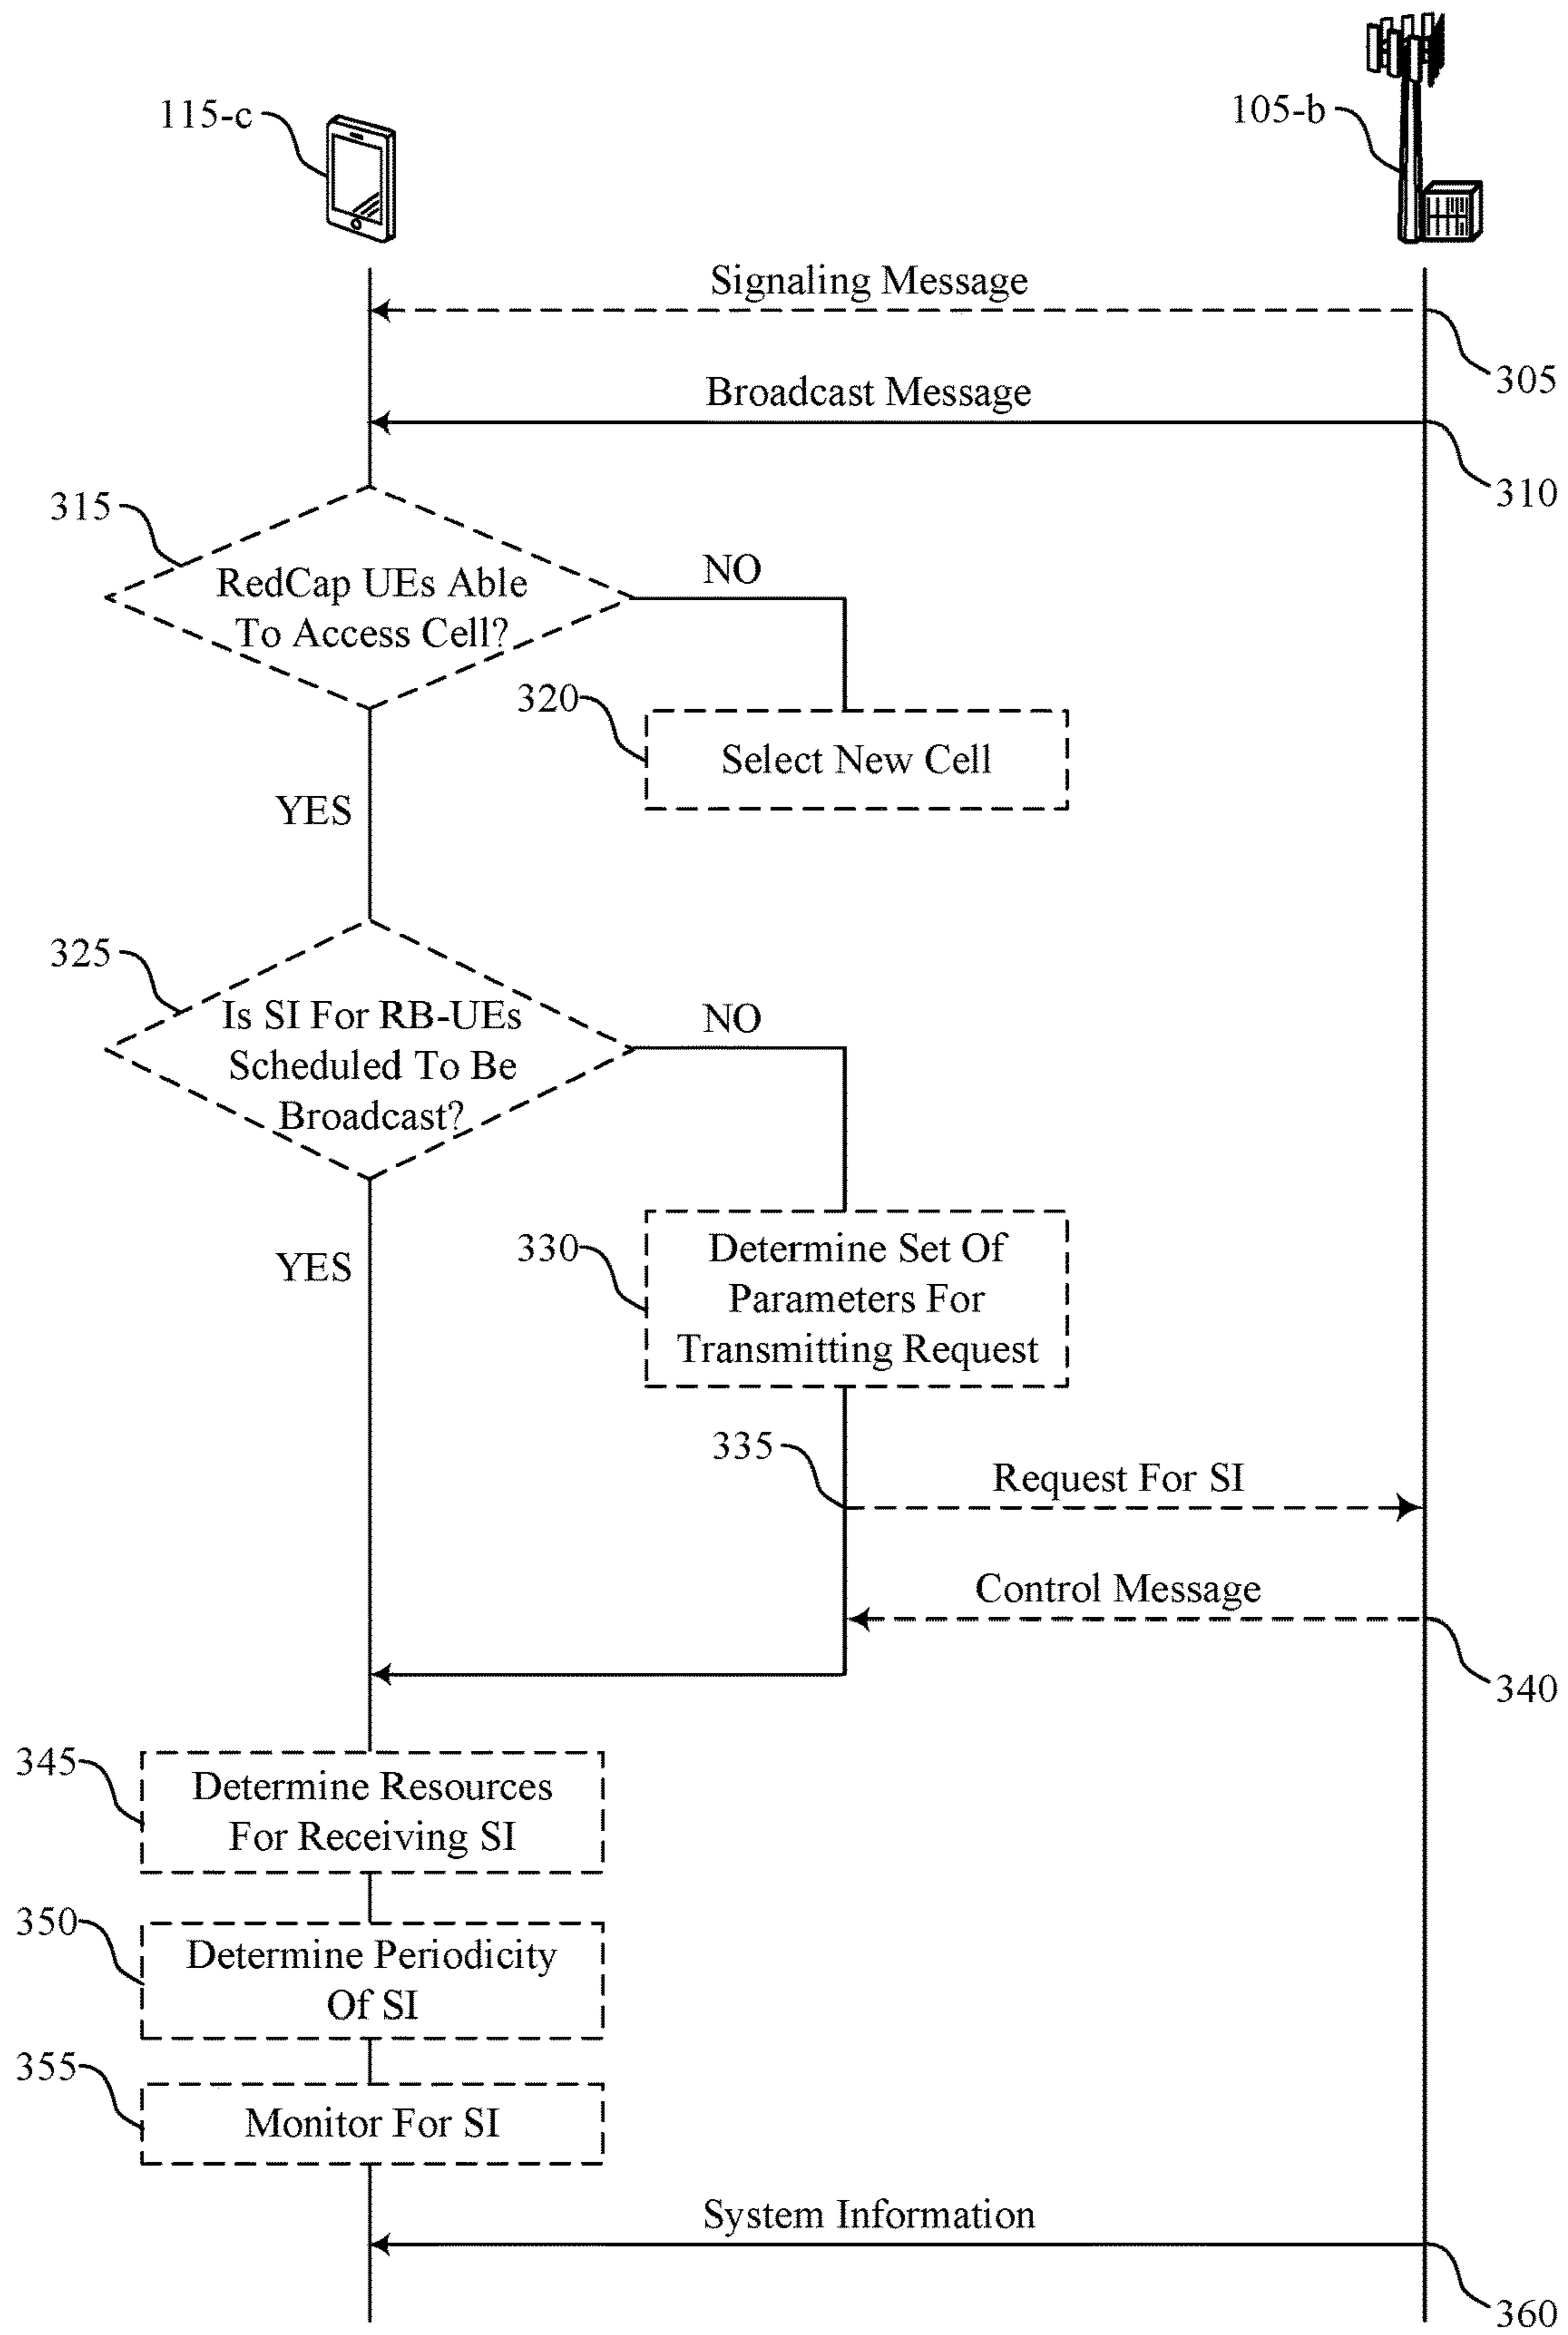 115-c
105-b
Signaling Message
305
Broadcast Message
310
315
RedCap UEs Able
To Access Cell?
NO
320
Select New Cell
YES
325
Is SI For RB-UEs
Scheduled To Be
Broadcast?
NO
330
Determine Set Of
Parameters For
Transmitting Request
YES
335
Request For SI
Control Message
340
345
Determine Resources
For Receiving SI
350
Determine Periodicity
Of SI
355
Monitor For SI
System Information
360